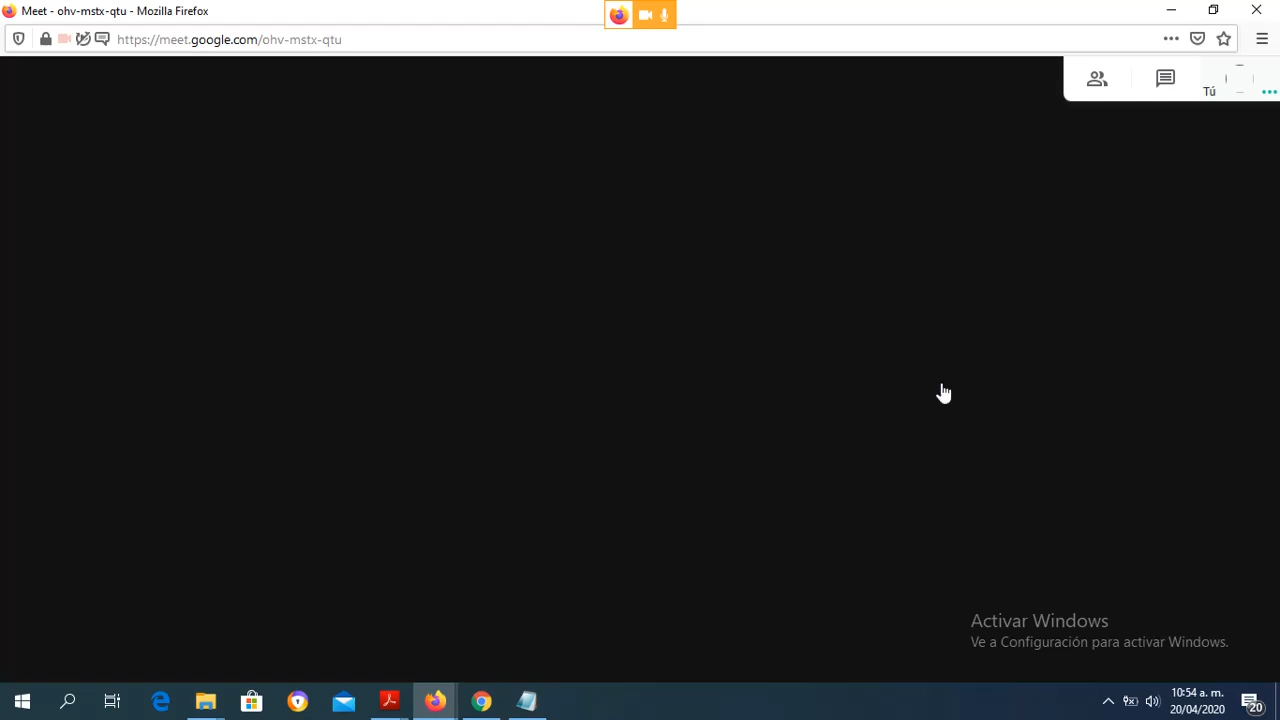 Meet - ohv-mstx-qtu - Mozilla Firefox
https://meet.google.com/ohv-mstx-qtu
Tú
Activar Windows
Ve a Configuración para activar Windows.
10:54 a. m.
20/04/2020
20